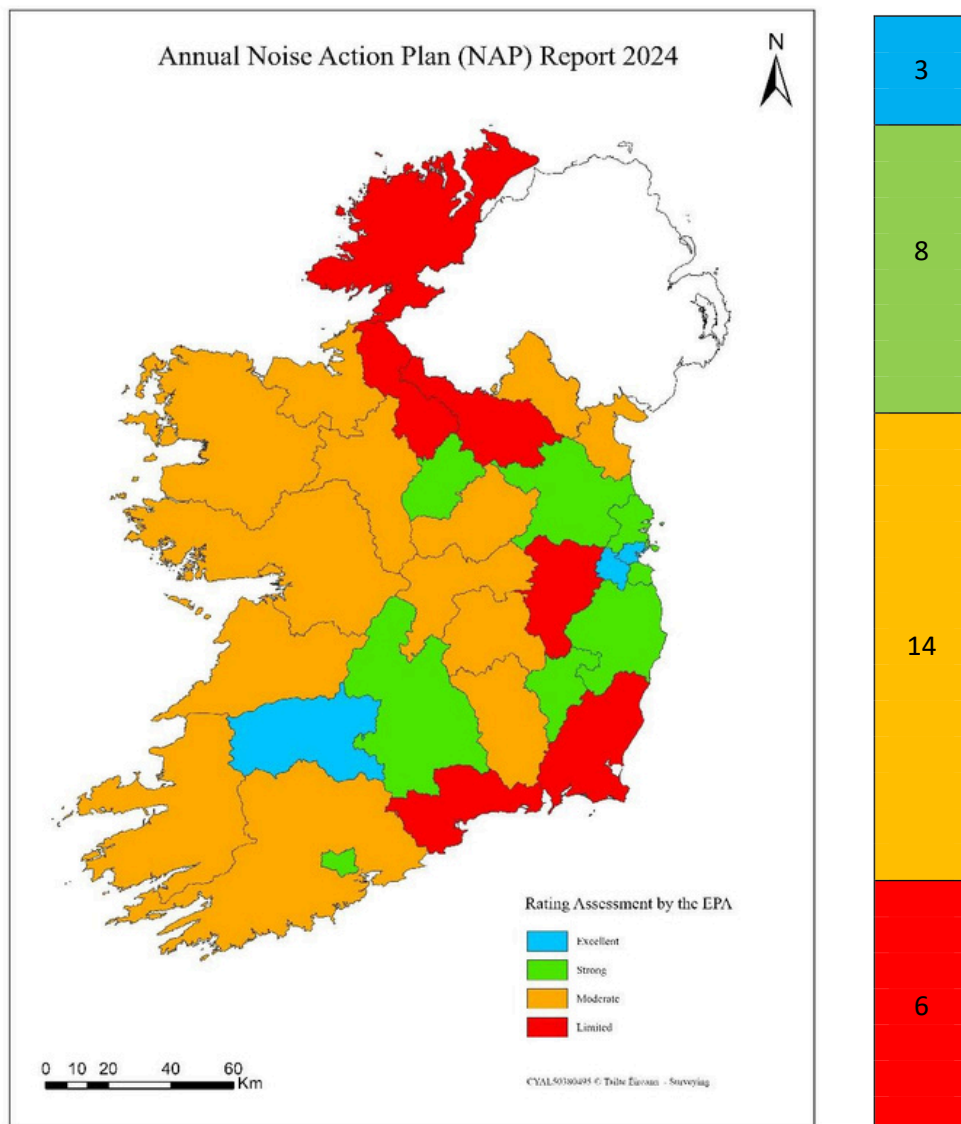 Annual Noise Action Plan (NAP) Report 2024
N
3
8
14
6
Rating Assessment by the EPA
Excellent
Strong
Moderate
Limited
0 10 20 40 60
Km
CYAL50380495 © Tailte Éireann - Surveying